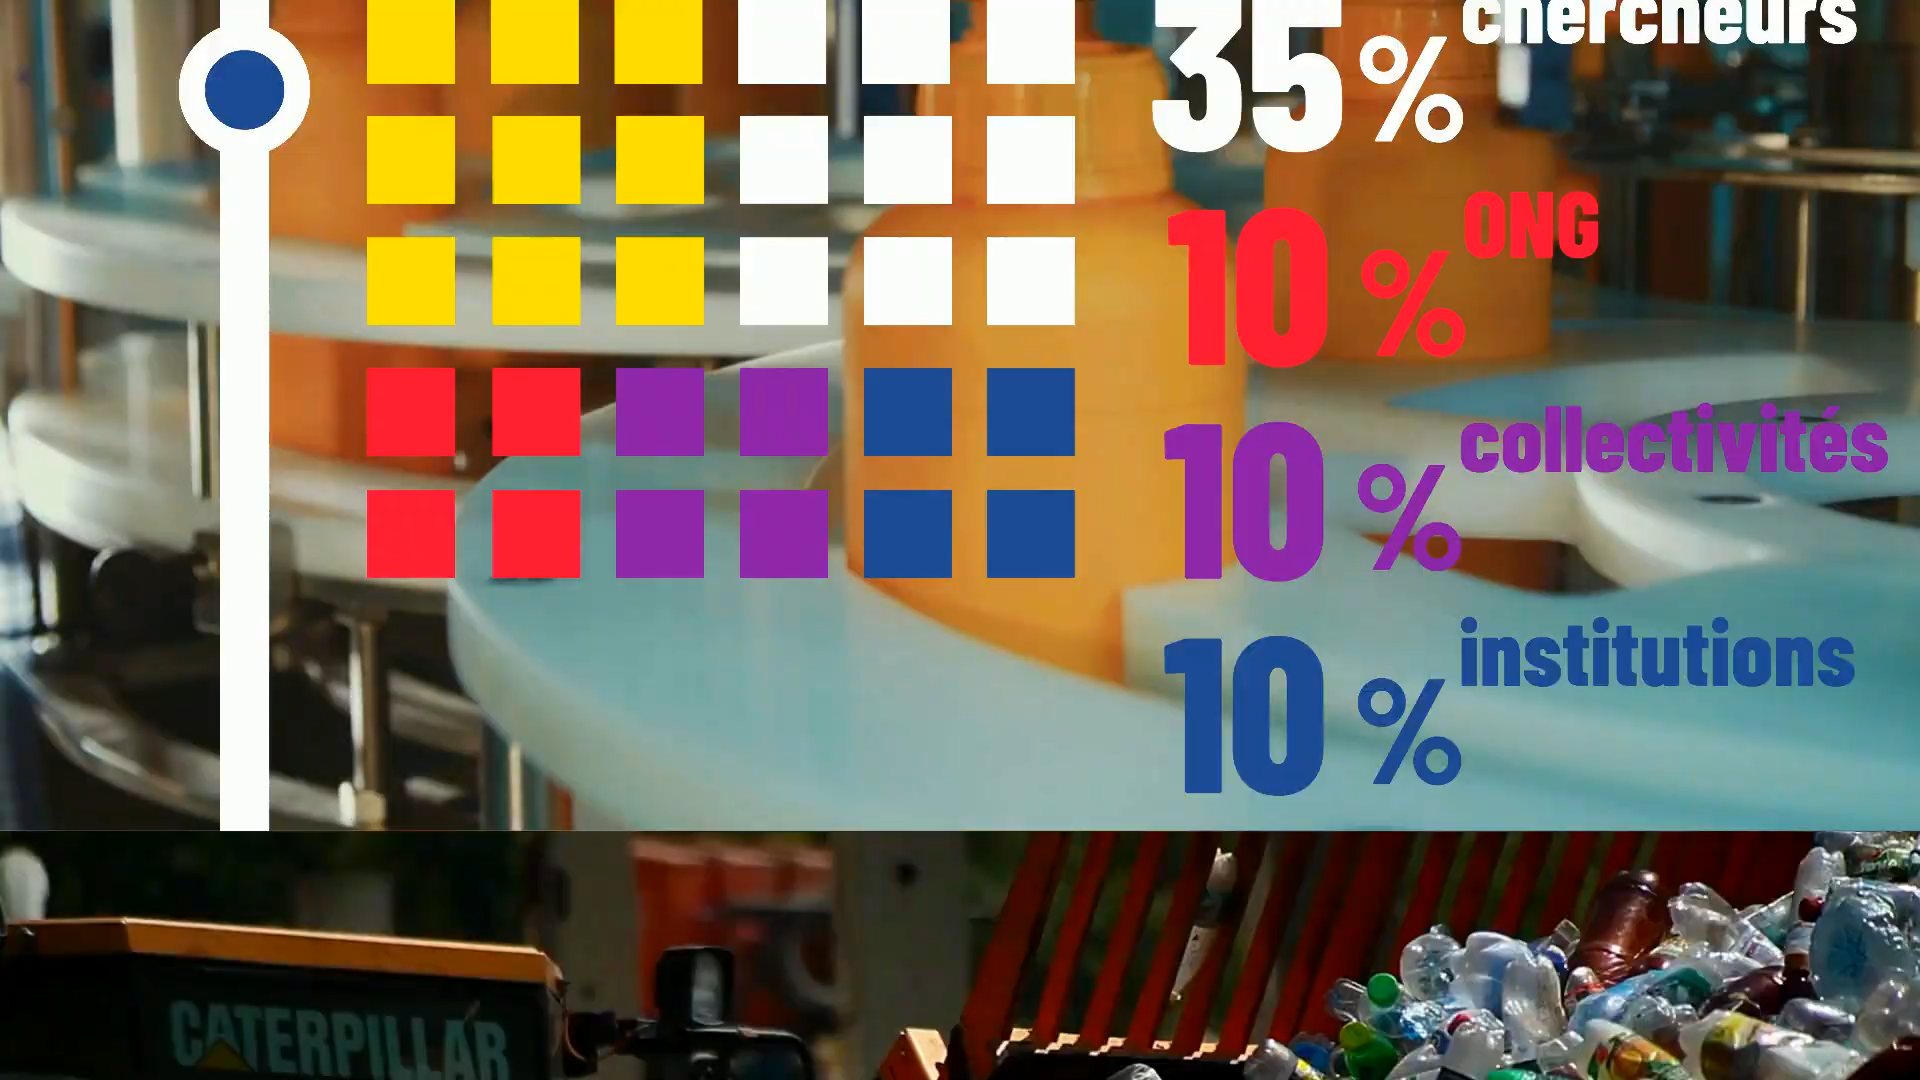 chercheurs
35%
ONG
10%
collectivités
10%
institutions
10%
CATERPILLAR